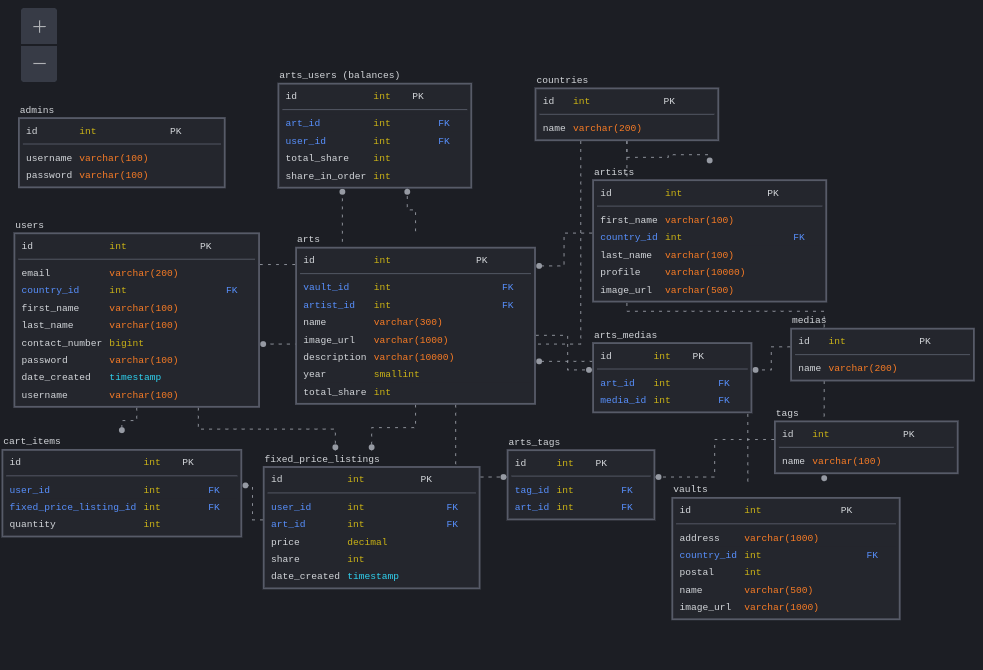 +
−
arts_users (balances)
id int PK
art_id int FK
user_id int FK
total_share int
share_in_order int
countries
id int PK
name varchar(200)
admins
id int PK
username varchar(100)
password varchar(100)
artists
id int PK
first_name varchar(100)
country_id int FK
last_name varchar(100)
profile varchar(10000)
image_url varchar(500)
users
id int PK
email varchar(200)
country_id int FK
first_name varchar(100)
last_name varchar(100)
contact_number bigint
password varchar(100)
date_created timestamp
username varchar(100)
arts
id int PK
vault_id int FK
artist_id int FK
name varchar(300)
image_url varchar(1000)
description varchar(10000)
year smallint
total_share int
medias
id int PK
name varchar(200)
arts_medias
id int PK
art_id int FK
media_id int FK
tags
id int PK
name varchar(100)
cart_items
id int PK
user_id int FK
fixed_price_listing_id int FK
quantity int
fixed_price_listings
id int PK
user_id int FK
art_id int FK
price decimal
share int
date_created timestamp
arts_tags
id int PK
tag_id int FK
art_id int FK
vaults
id int PK
address varchar(1000)
country_id int FK
postal int
name varchar(500)
image_url varchar(1000)